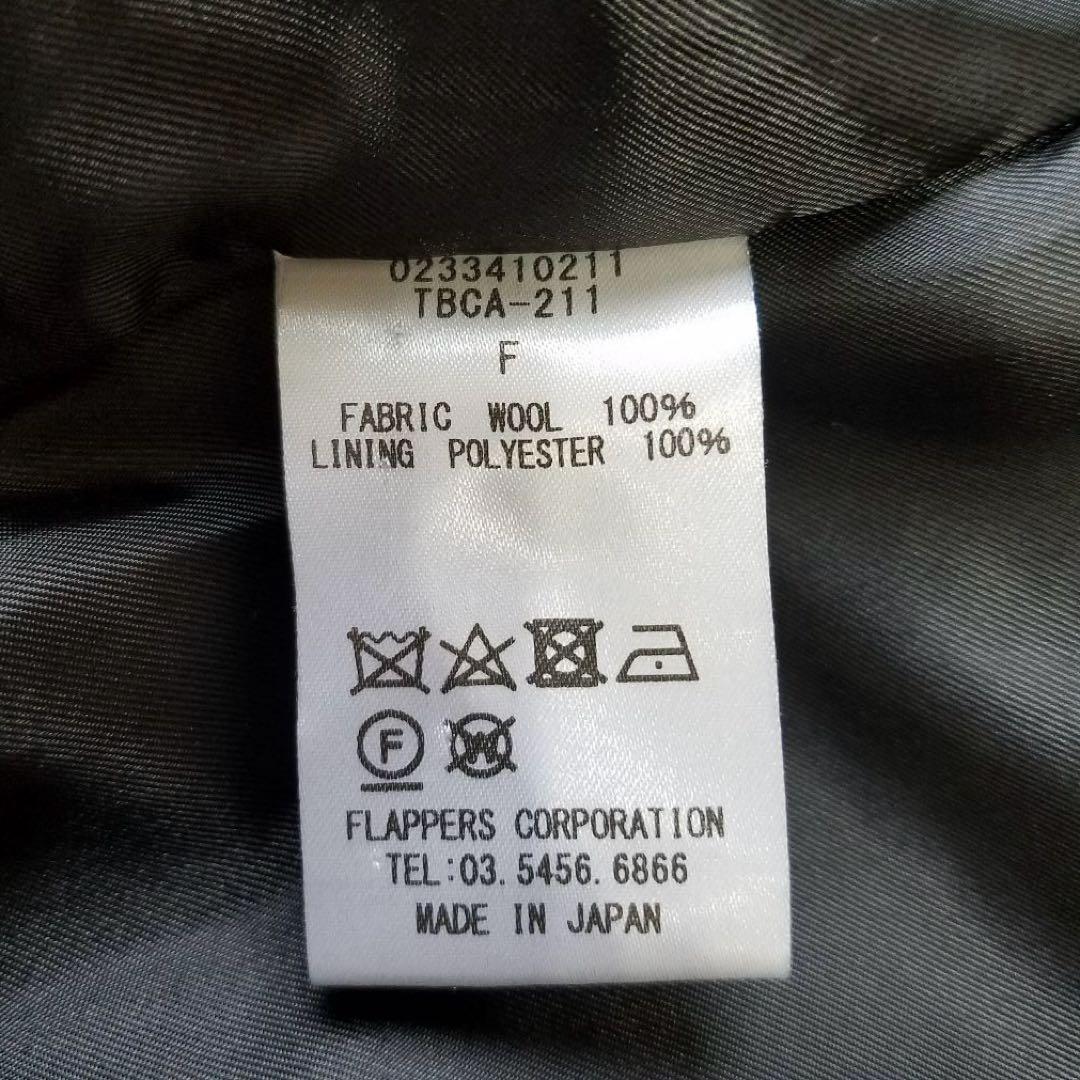 0233410211
TBCA-211
F
FABRIC WOOL 100%
LINING POLYESTER 100%
F
W
FLAPPERS CORPORATION
TEL:03.5456.6866
MADE IN JAPAN